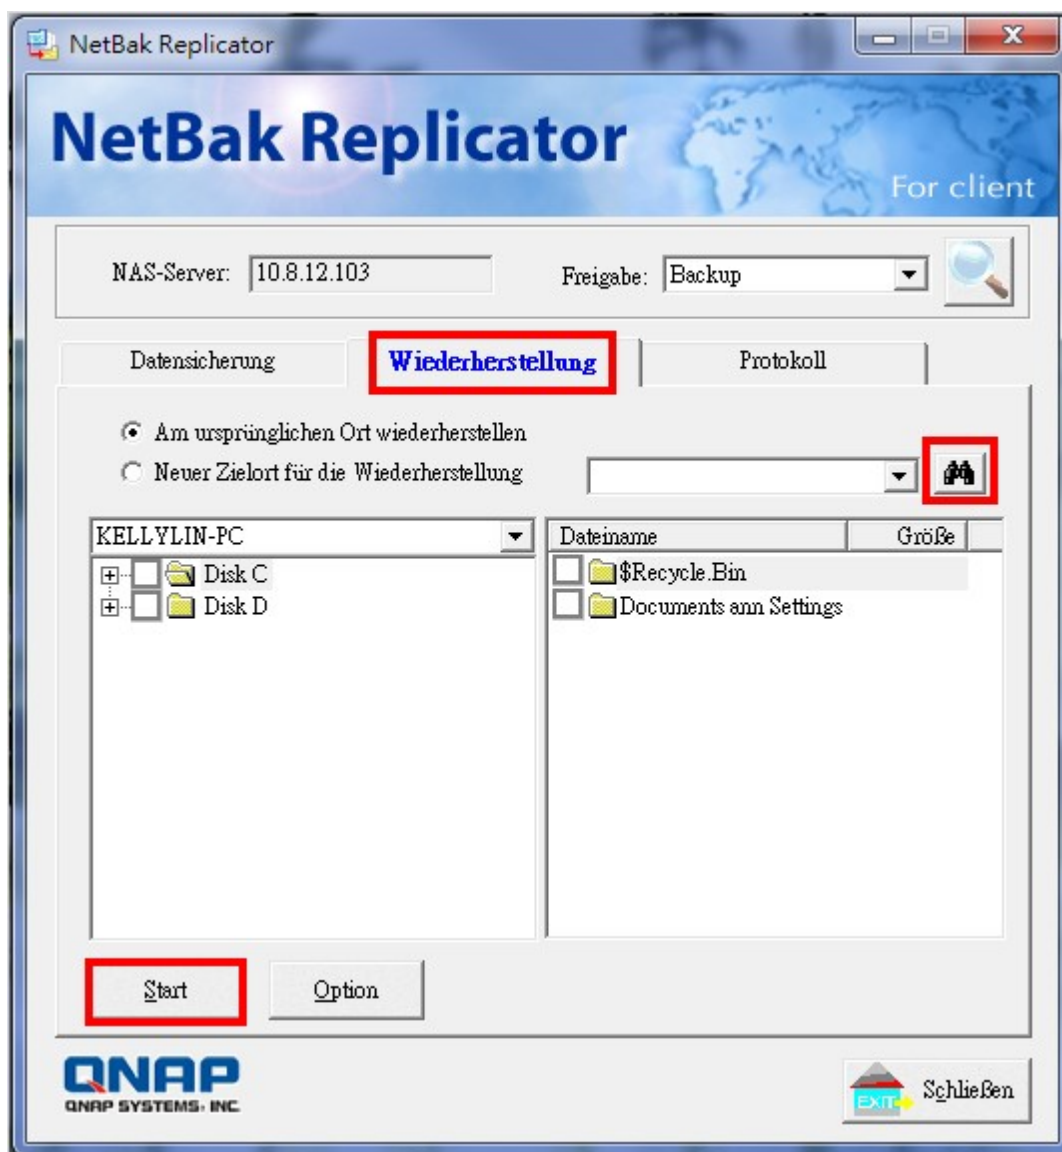 NetBak Replicator
NetBak Replicator
For client
NAS-Server: 10.8.12.103 Freigabe: Backup
Datensicherung Wiederherstellung Protokoll
Am ursprünglichen Ort wiederherstellen
Neuer Zielort für die Wiederherstellung
KELLYLIN-PC Dateiname Größe
Disk C $Recycle.Bin
Disk D Documents ann Settings
Start Option
QNAP
QNAP SYSTEMS, INC.
EXIT Schließen